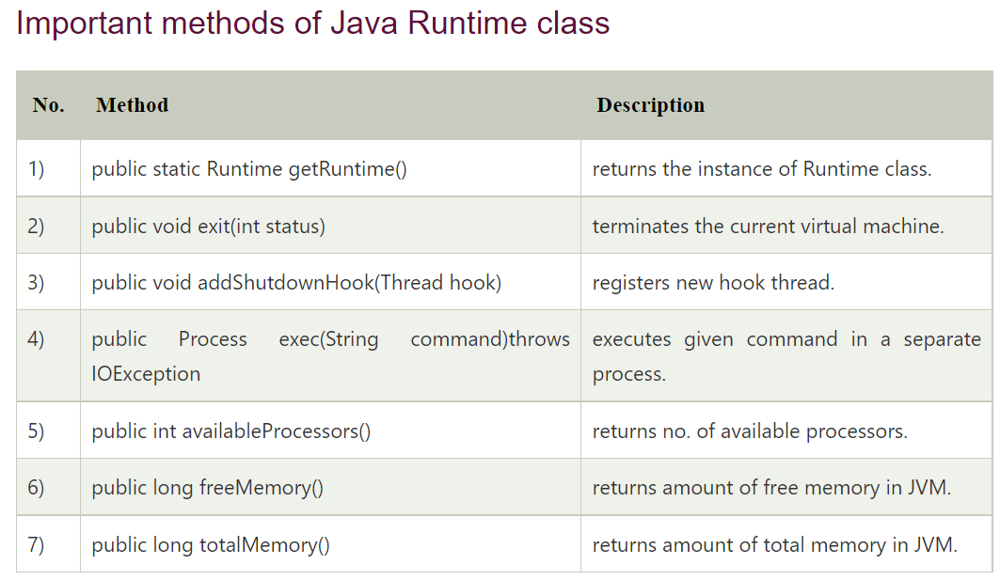 Important methods of Java Runtime class
No. Method Description
1) public static Runtime getRuntime() returns the instance of Runtime class.
2) public void exit(int status) terminates the current virtual machine.
3) public void addShutdownHook(Thread hook) registers new hook thread.
4) public Process exec(String command)throws executes given command in a separate
IOException process.
5) public int availableProcessors() returns no. of available processors.
6) public long freeMemory() returns amount of free memory in JVM.
7) public long totalMemory() returns amount of total memory in JVM.